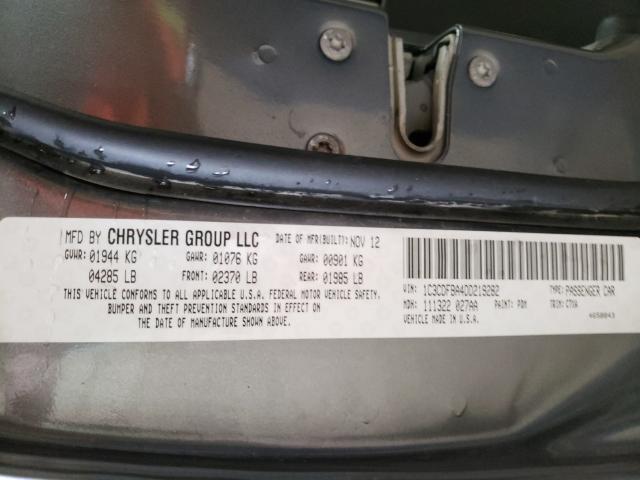 MFD BY CHRYSLER GROUP LLC DATE OF MFR(BUILT): NOV 12
GVWR: 01944 KG GAWR: 01076 KG GAWR: 00901 KG
04285 LB FRONT: 02370 LB REAR: 01985 LB
THIS VEHICLE CONFORMS TO APPLICABLE U.S.A. FEDERAL MOTOR VEHICLE SAFETY,
BUMPER AND THEFT PREVENTION STANDARDS IN EFFECT ON
THE DATE OF MANUFACTURE SHOWN ABOVE.
VIN: 1C3CDFBA4DD219282 TYPE: PASSENGER CAR
MDH: 111322 027AA PAINT: PDM TRIM: CTVA
VEHICLE MADE IN U.S.A. 4650043